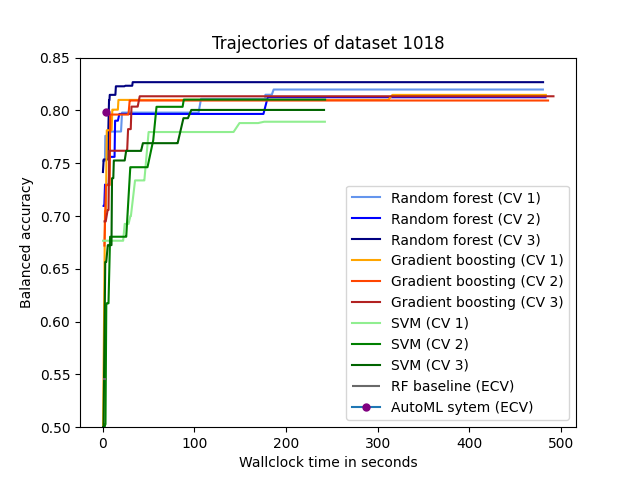 Trajectories of dataset 1018
Balanced accuracy
0.85
0.80
0.75
0.70
0.65
0.60
0.55
0.50
Random forest (CV 1)
Random forest (CV 2)
Random forest (CV 3)
Gradient boosting (CV 1)
Gradient boosting (CV 2)
Gradient boosting (CV 3)
SVM (CV 1)
SVM (CV 2)
SVM (CV 3)
RF baseline (ECV)
AutoML sytem (ECV)
0 100 200 300 400 500
Wallclock time in seconds